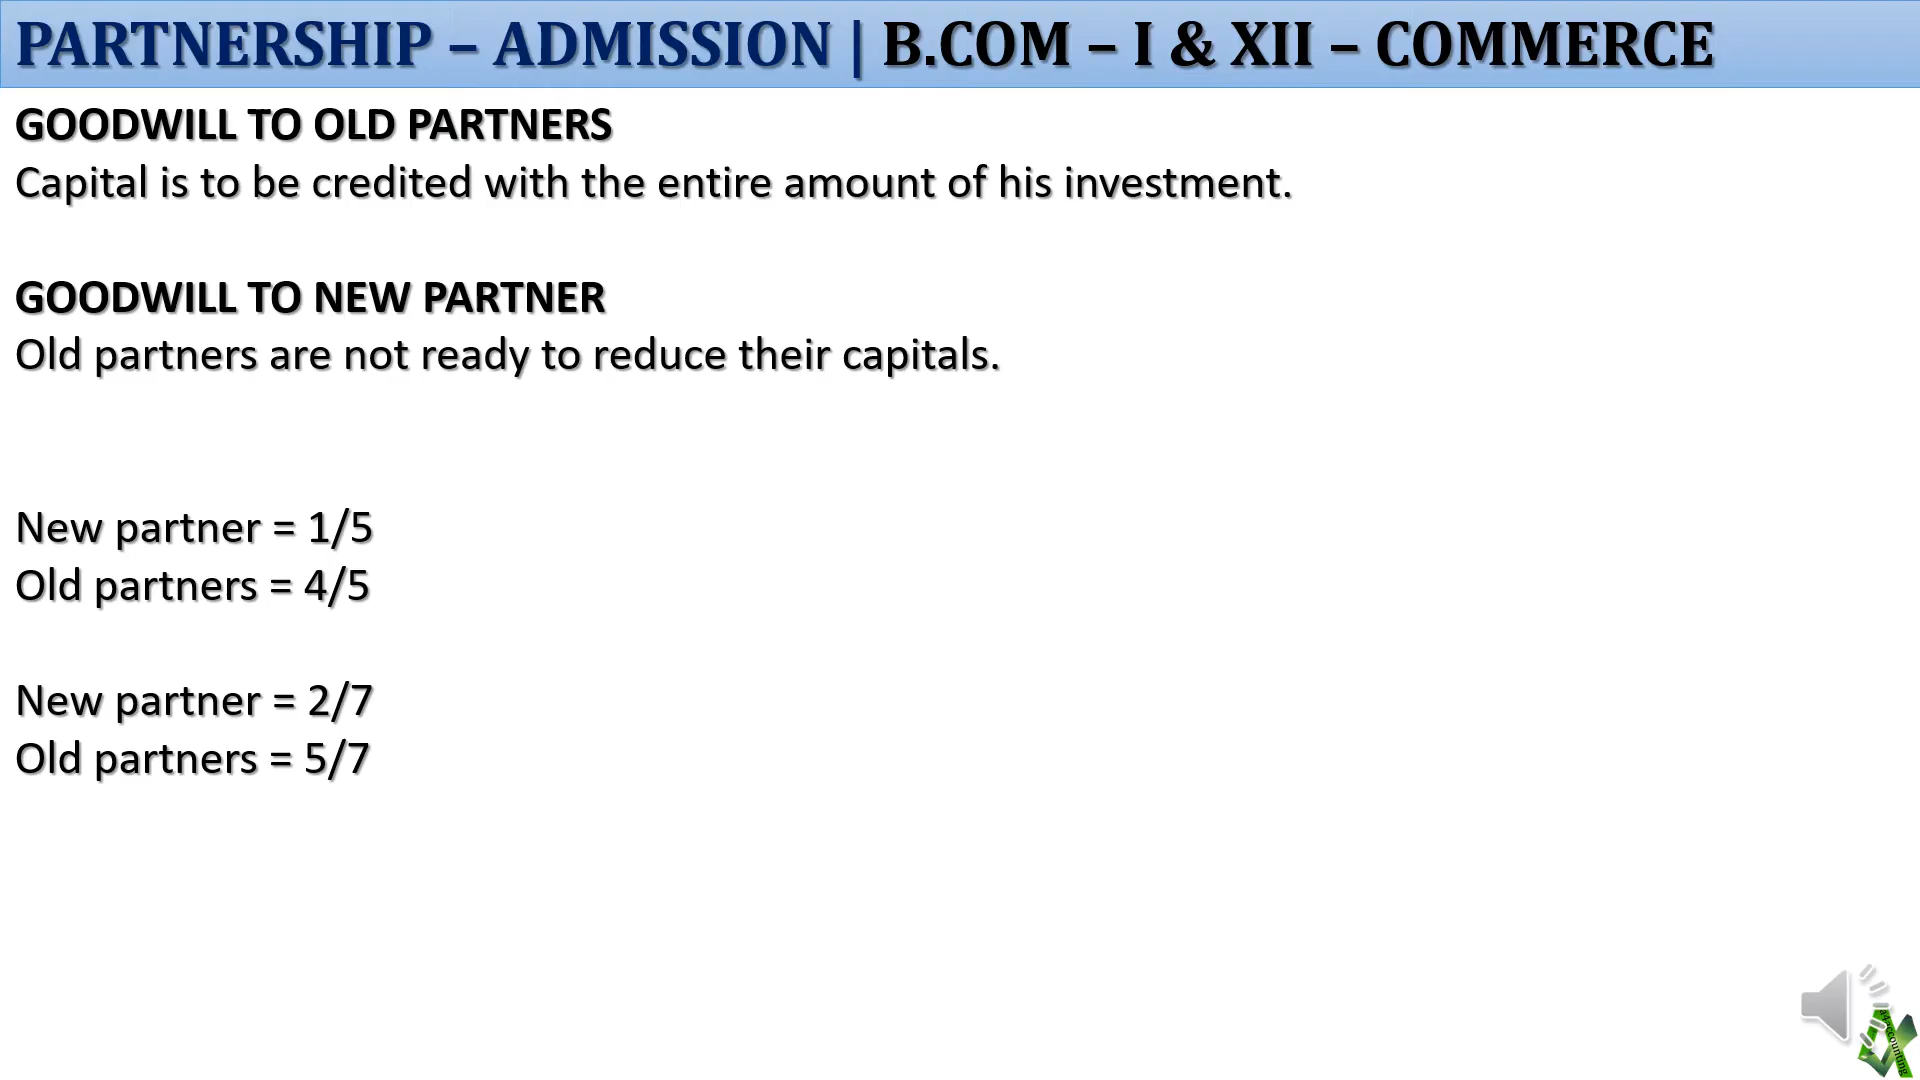 PARTNERSHIP – ADMISSION | B.COM – I & XII – COMMERCE
GOODWILL TO OLD PARTNERS
Capital is to be credited with the entire amount of his investment.
GOODWILL TO NEW PARTNER
Old partners are not ready to reduce their capitals.
New partner = 1/5
Old partners = 4/5
New partner = 2/7
Old partners = 5/7